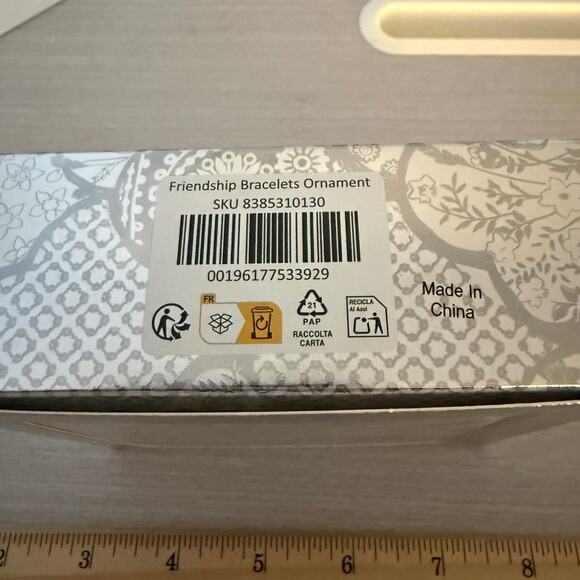 Friendship Bracelets Ornament
SKU 8385310130
00196177533929
FR
21
PAP
RACCOLTA
CARTA
RECICLA
Al Azul
Made In
China
2 3 4 5 6 7 8